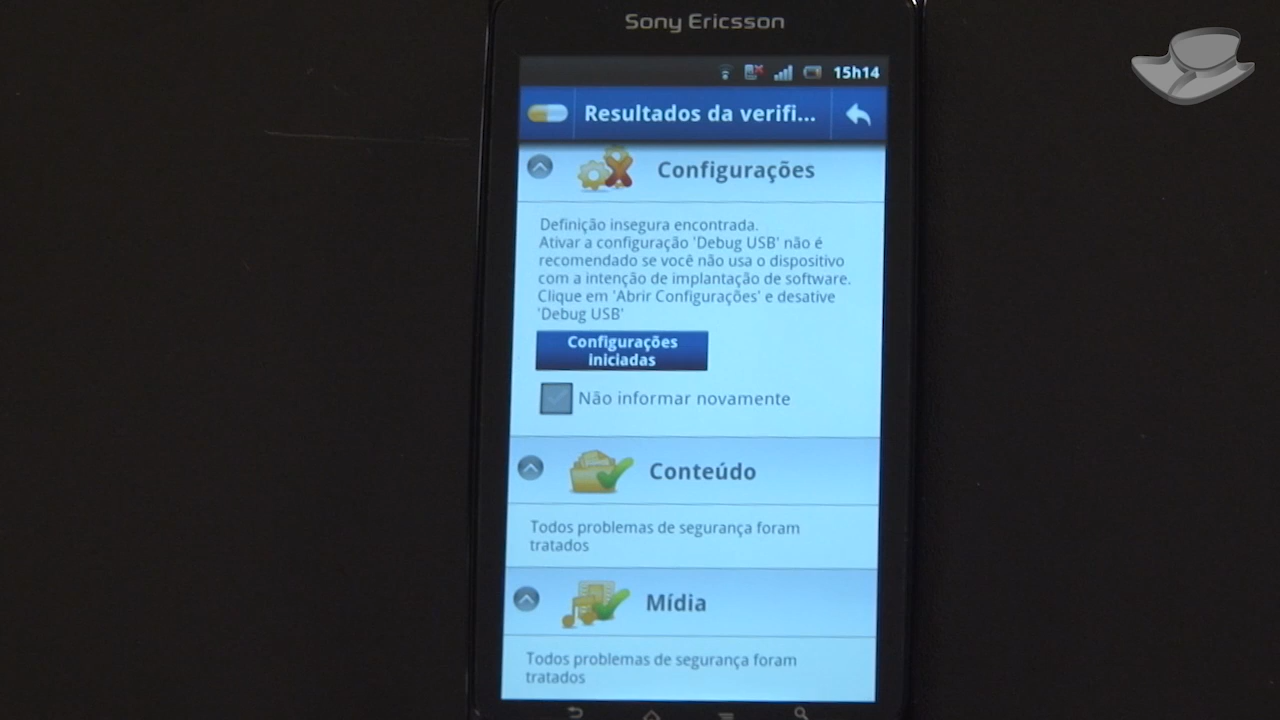 Sony Ericsson
15h14
Resultados da verifi...
Configurações
Definição insegura encontrada.
Ativar a configuração 'Debug USB' não é
recomendado se você não usa o dispositivo
com a intenção de implantação de software.
Clique em 'Abrir Configurações' e desative
'Debug USB'
Configurações
iniciadas
Não informar novamente
Conteúdo
Todos problemas de segurança foram
tratados
Mídia
Todos problemas de segurança foram
tratados